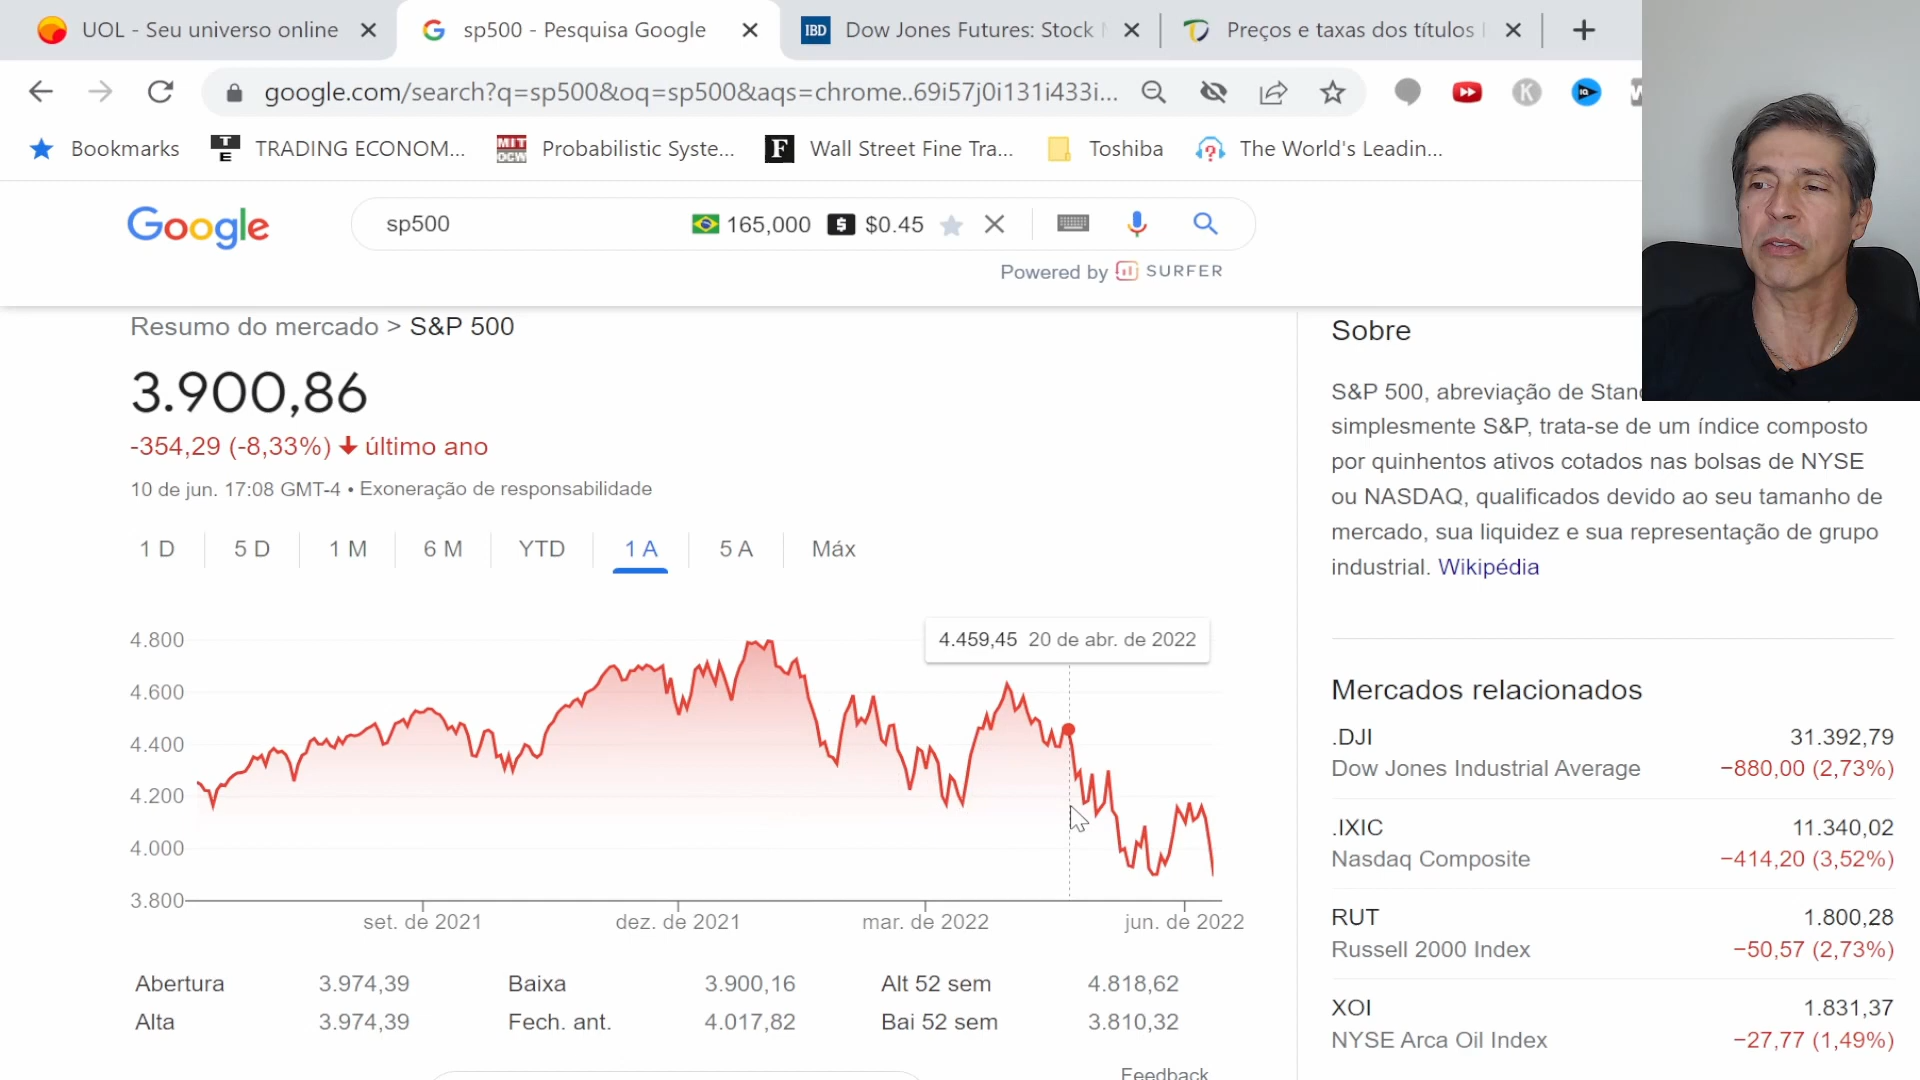 UOL - Seu universo online
sp500 - Pesquisa Google
IBD Dow Jones Futures: Stock
Preços e taxas dos títulos
google.com/search?q=sp500&oq=sp500&aqs=chrome..69i57j0i131i433i...
K
Bookmarks
TE TRADING ECONOM...
MIT OCW Probabilistic Syste...
F Wall Street Fine Tra...
Toshiba
The World's Leadin...
Google
sp500
165,000 $ $0.45
Powered by SURFER
Resumo do mercado > S&P 500
3.900,86
-354,29 (-8,33%) último ano
10 de jun. 17:08 GMT-4 • Exoneração de responsabilidade
1 D 5 D 1 M 6 M YTD 1 A 5 A Máx
4.459,45 20 de abr. de 2022
4.800
4.600
4.400
4.200
4.000
3.800
set. de 2021 dez. de 2021 mar. de 2022 jun. de 2022
Abertura 3.974,39 Baixa 3.900,16 Alt 52 sem 4.818,62
Alta 3.974,39 Fech. ant. 4.017,82 Bai 52 sem 3.810,32
Feedback
Sobre
S&P 500, abreviação de
simplesmente S&P, trata-se de um índice composto
por quinhentos ativos cotados nas bolsas de NYSE
ou NASDAQ, qualificados devido ao seu tamanho de
mercado, sua liquidez e sua representação de grupo
industrial. Wikipédia
Mercados relacionados
.DJI 31.392,79
Dow Jones Industrial Average −880,00 (2,73%)
.IXIC 11.340,02
Nasdaq Composite −414,20 (3,52%)
RUT 1.800,28
Russell 2000 Index −50,57 (2,73%)
XOI 1.831,37
NYSE Arca Oil Index −27,77 (1,49%)